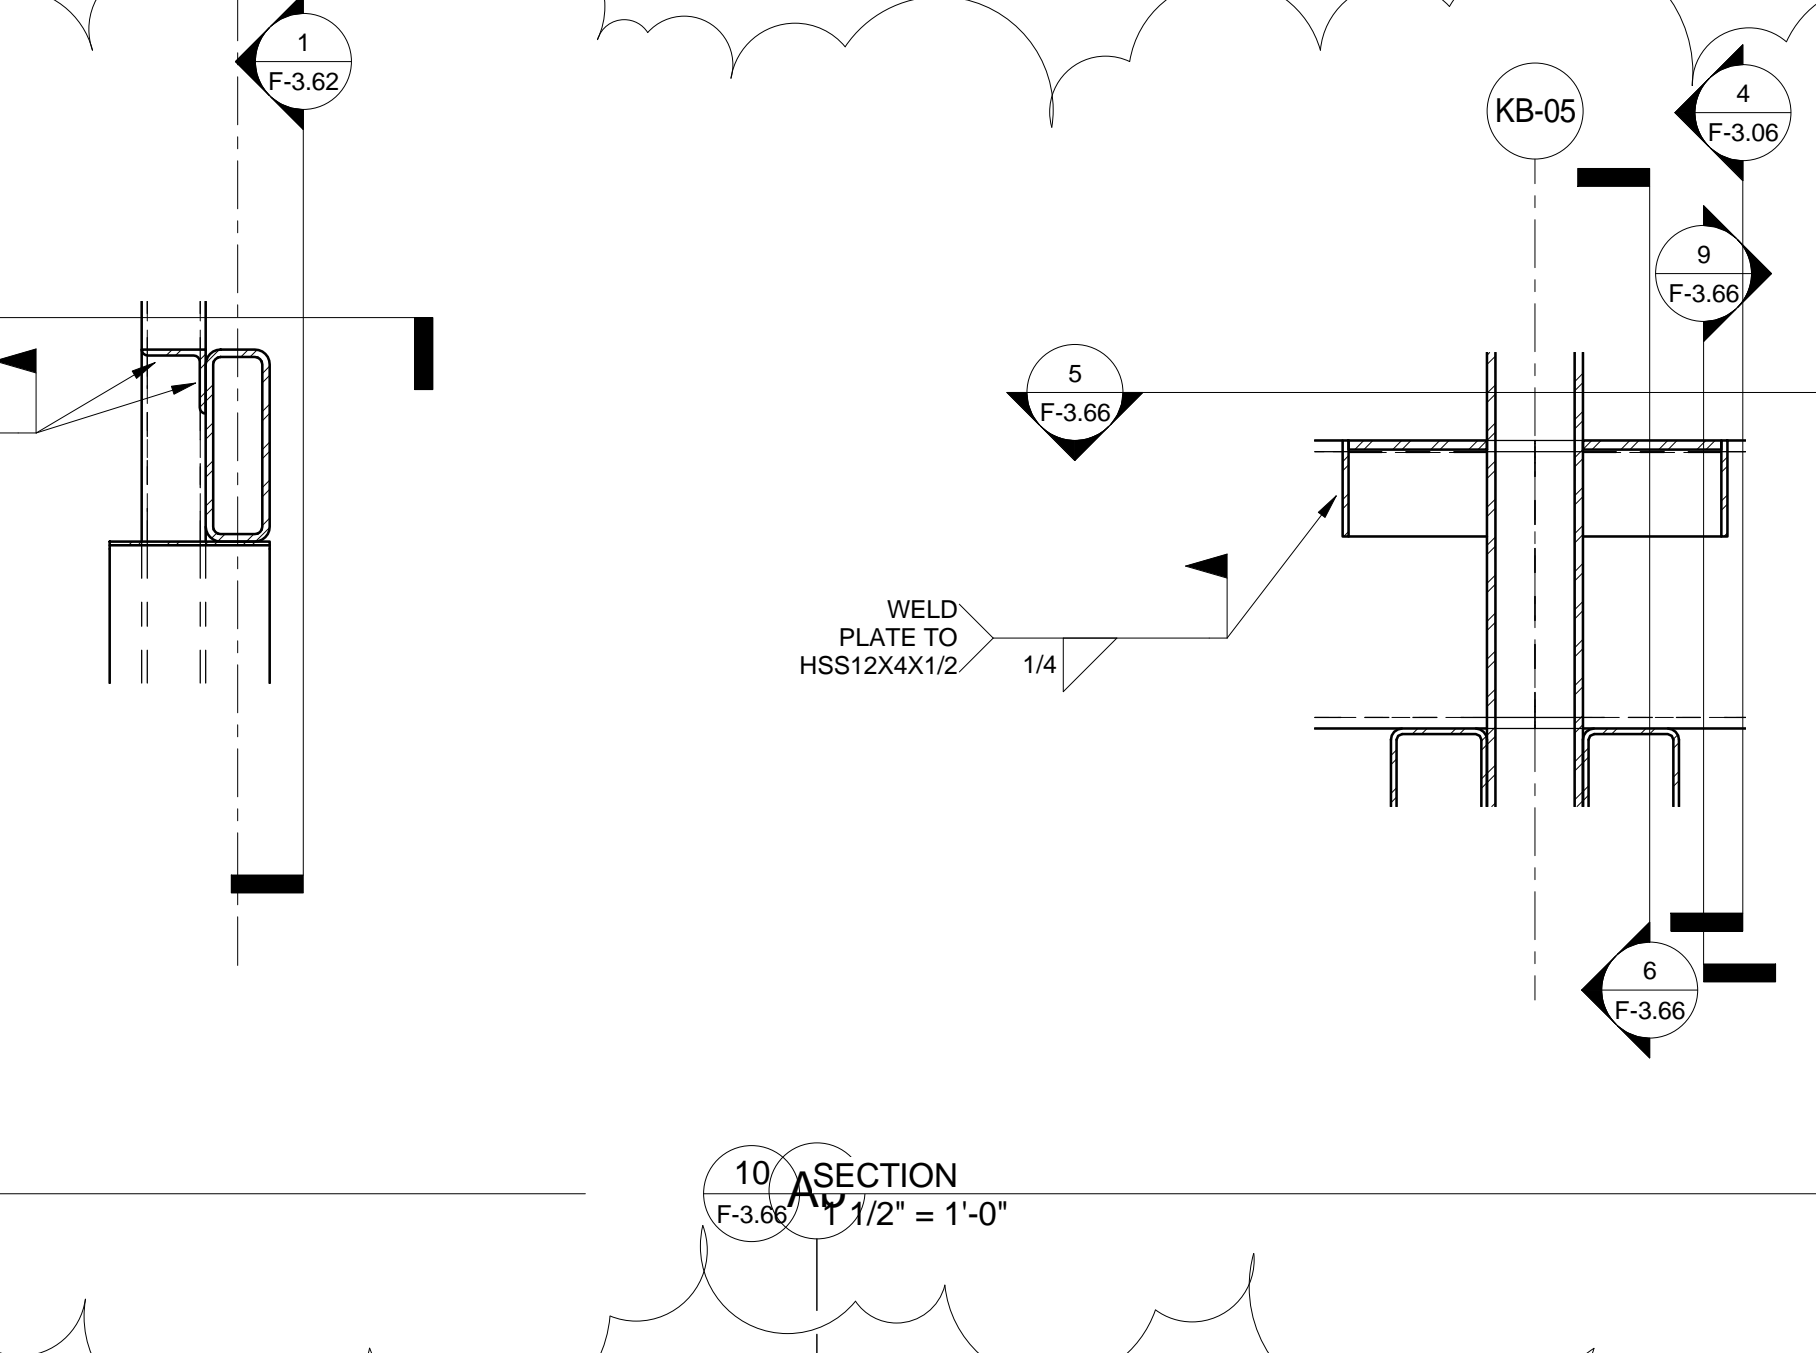 1
F-3.62
KB-05
4
F-3.06
9
F-3.66
5
F-3.66
WELD
PLATE TO
HSS12X4X1/2
1/4
6
F-3.66
10
F-3.66
SECTION
1 1/2" = 1'-0"